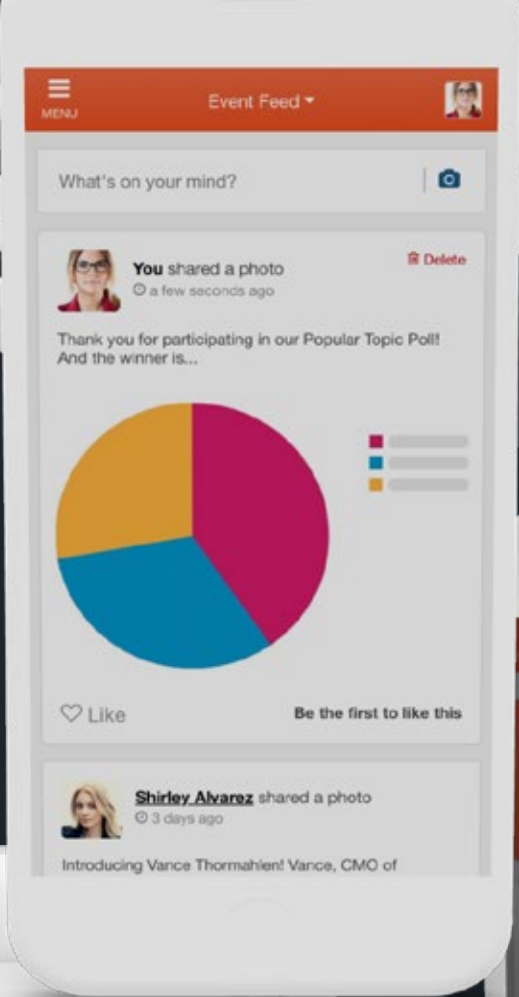 MENU
Event Feed
What's on your mind?
You shared a photo
Delete
a few seconds ago
Thank you for participating in our Popular Topic Poll!
And the winner is...
Like
Be the first to like this
Shirley Alvarez shared a photo
3 days ago
Introducing Vance Thormahlen! Vance, CMO of